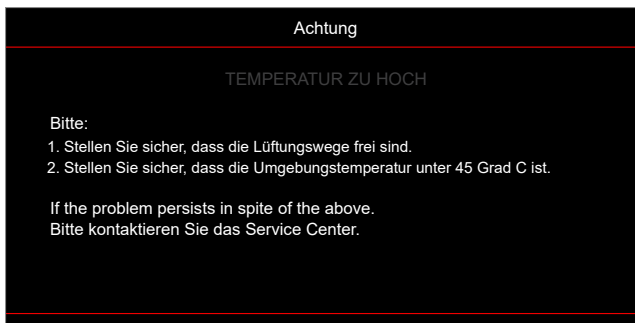 Achtung
TEMPERATUR ZU HOCH
Bitte:
1. Stellen Sie sicher, dass die Lüftungswege frei sind.
2. Stellen Sie sicher, dass die Umgebungstemperatur unter 45 Grad C ist.
If the problem persists in spite of the above.
Bitte kontaktieren Sie das Service Center.